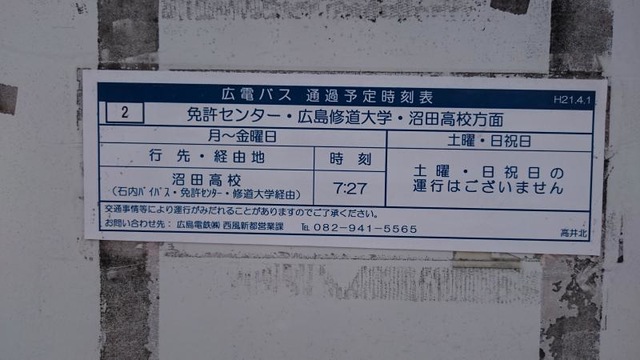 広電バス 通過予定時刻表
H21.4.1
2
免許センター・広島修道大学・沼田高校方面
月～金曜日
土曜・日祝日
行先・経由地
時刻
沼田高校
(石内バイパス・免許センター・修道大学経由)
7:27
土曜・日祝日の
運行はございません
交通事情等により運行がみだれることがありますのでご了承ください。
お問い合わせ先： 広島電鉄㈱ 西風新都営業課 ℡ 082-941-5565
高井北